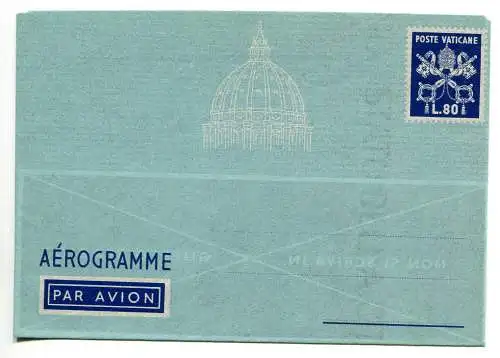 POSTE VATICANE
L.80
AÉROGRAMME
PAR AVION